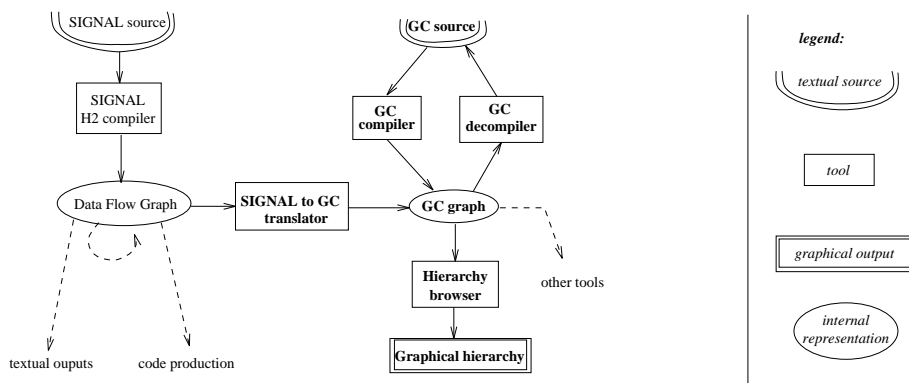 SIGNAL source
GC source
legend:
textual source
SIGNAL
H2 compiler
GC
compiler
GC
decompiler
tool
Data Flow Graph
SIGNAL to GC
translator
GC graph
graphical output
other tools
Hierarchy
browser
internal
representation
textual ouputs
code production
Graphical hierarchy